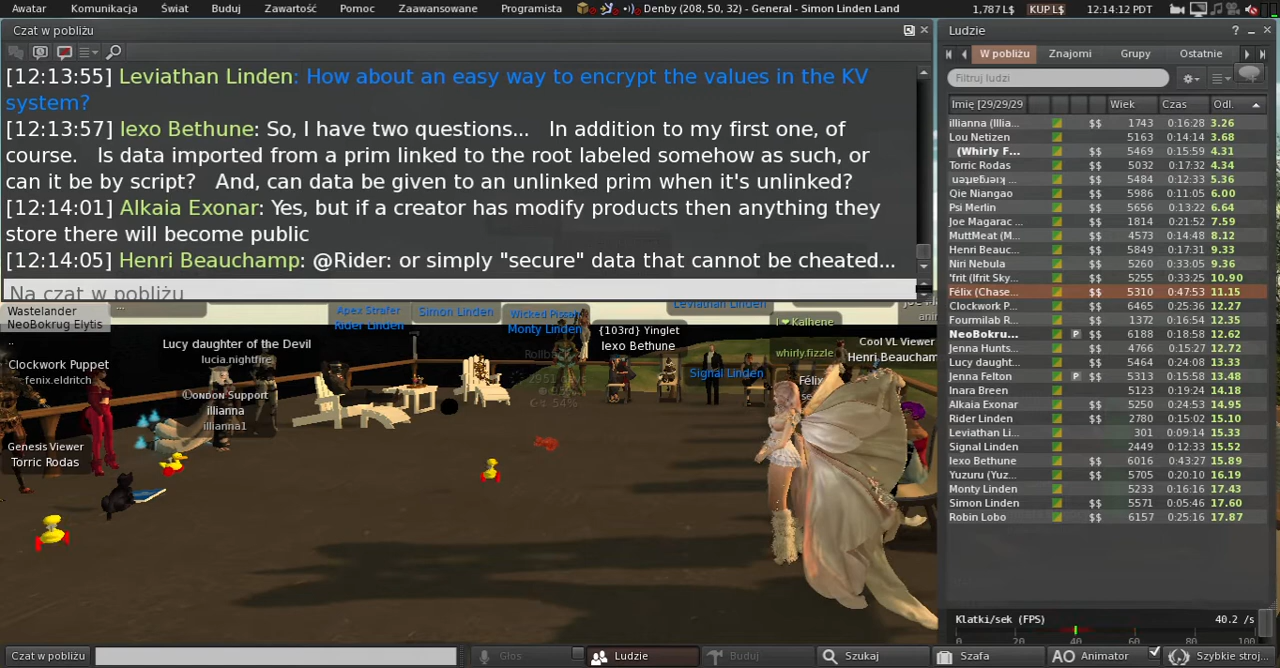 Awatar Komunikacja Świat Buduj Zawartość Pomoc Zaawansowane Programista Denby (208, 50, 32) - General - Simon Linden Land 1,787 L$ KUP L$ 12:14:12 PDT
Czat w pobliżu
[12:13:55] Leviathan Linden: How about an easy way to encrypt the values in the KV
system?
[12:13:57] Iexo Bethune: So, I have two questions... In addition to my first one, of
course. Is data imported from a prim linked to the root labeled somehow as such, or
can it be by script? And, can data be given to an unlinked prim when it's unlinked?
[12:14:01] Alkaia Exonar: Yes, but if a creator has modify products then anything they
store there will become public
[12:14:05] Henri Beauchamp: @Rider: or simply "secure" data that cannot be cheated...
Na czat w pobliżu
Wastelander
NeoBokrug Elytis
..
Clockwork Puppet
fenix.eldritch
Genesis Viewer
Torric Rodas
Lucy daughter of the Devil
lucia.nightfire
©ONDON Support
illianna
illianna1
...
Apex Strafer
Rider Linden
Simon Linden
Wicked Pisser
Monty Linden
{103rd} Yinglet
Iexo Bethune
Leviathan Linden
Signal Linden
Kalhene
whirly.fizzle
Félix
Cool VL Viewer
Henri Beaucham
Ludzie
W pobliżu Znajomi Grupy Ostatnie
Filtruj ludzi
Imię [29/29/29 Wiek Czas Odl.
illianna (Illia... $$ 1743 0:16:28 3.26
Lou Netizen 5163 0:14:14 3.68
(Whirly F... $$ 5469 0:15:59 4.31
Torric Rodas $$ 5032 0:17:32 4.34
$$ 5484 0:12:33 5.36
Qie Niangao $$ 5986 0:11:05 6.00
Psi Merlin $$ 5656 0:13:22 6.64
Joe Magarac ... $$ 1814 0:21:52 7.59
MuttMeat (M... $$ 4573 0:14:48 8.12
Henri Beauc... $$ 5849 0:17:31 9.33
Niri Nebula $$ 5260 0:33:05 9.36
'frit (Ifrit Sky... $$ 5255 0:33:25 10.90
Félix (Chase... $$ 5310 0:47:53 11.15
Clockwork P... $$ 6465 0:25:36 12.27
Fourmilab R... $$ 1372 0:16:54 12.35
NeoBokru... P $$ 6188 0:18:58 12.62
Jenna Hunts... $$ 4766 0:15:27 12.72
Lucy daught... $$ 5464 0:24:08 13.33
Jenna Felton P $$ 5313 0:15:58 13.48
Inara Breen $$ 5123 0:19:24 14.18
Alkaia Exonar $$ 5250 0:24:53 14.95
Rider Linden $$ 2780 0:15:02 15.10
Leviathan Li... 301 0:09:14 15.33
Signal Linden 2449 0:12:33 15.52
Iexo Bethune $$ 6016 0:43:27 15.89
Yuzuru (Yuz... $$ 5705 0:20:10 16.19
Monty Linden 5233 0:16:16 17.43
Simon Linden $$ 5571 0:05:46 17.60
Robin Lobo $$ 6157 0:25:16 17.87
Klatki/sek (FPS) 40.2 /s
0 20 40 60 80 100
Czat w pobliżu Głos Ludzie Buduj Szukaj Szafa AO Animator Szybkie stroj...